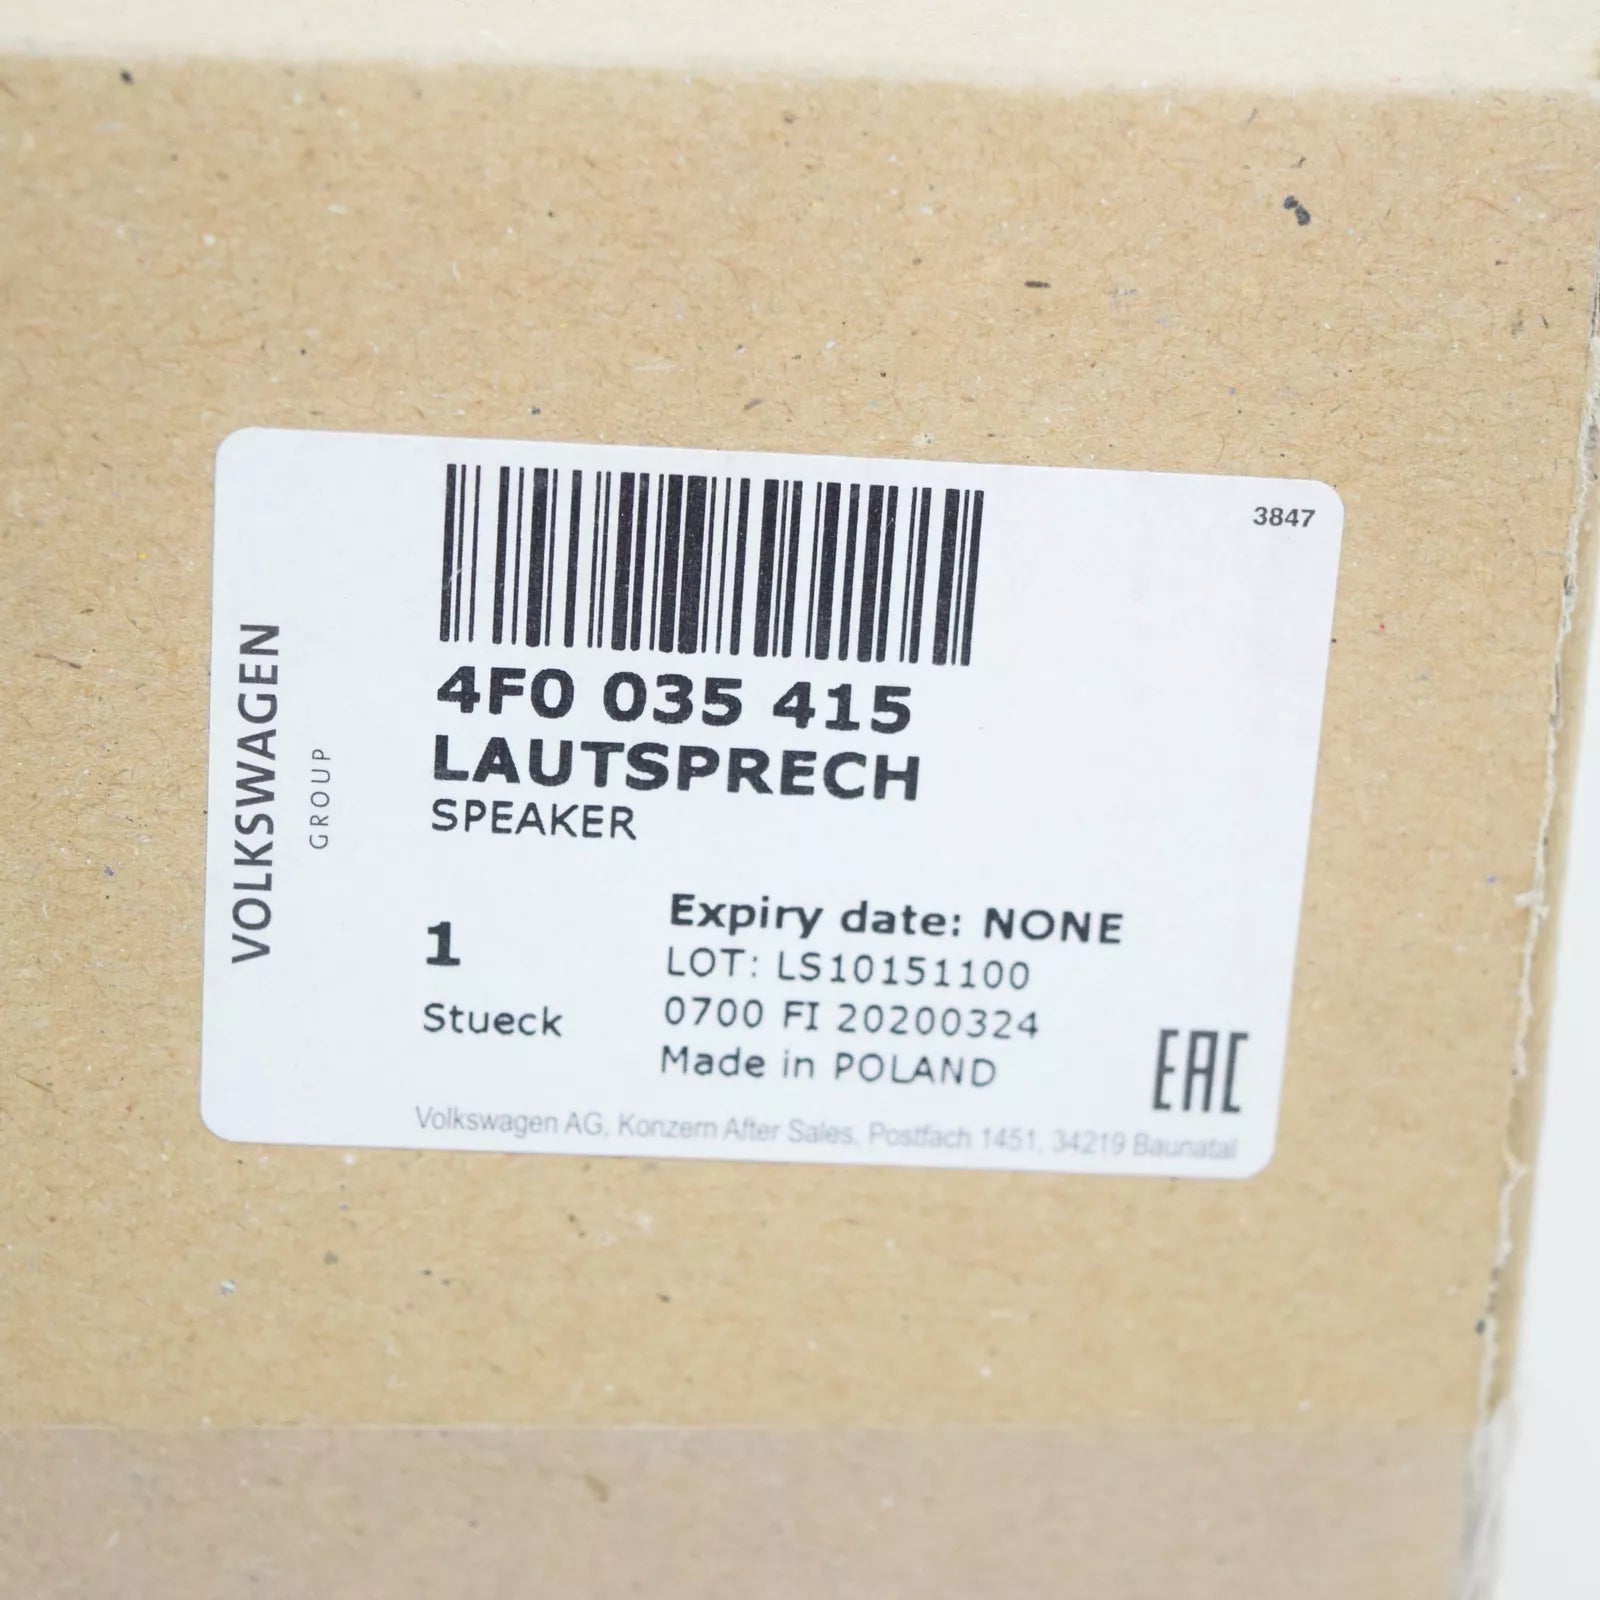 3847
VOLKSWAGEN
GROUP
4F0 035 415
LAUTSPRECH
SPEAKER
1
Stueck
Expiry date: NONE
LOT: LS10151100
0700 FI 20200324
Made in POLAND
EAC
Volkswagen AG, Konzern After Sales, Postfach 1451, 34219 Baunatal